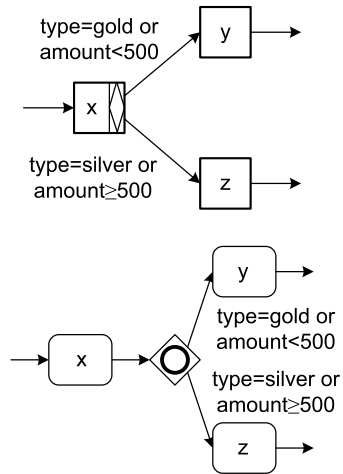 type=gold or
amount<500
y
x
type=silver or
amount≥500
z
y
type=gold or
amount<500
x
type=silver or
amount≥500
z